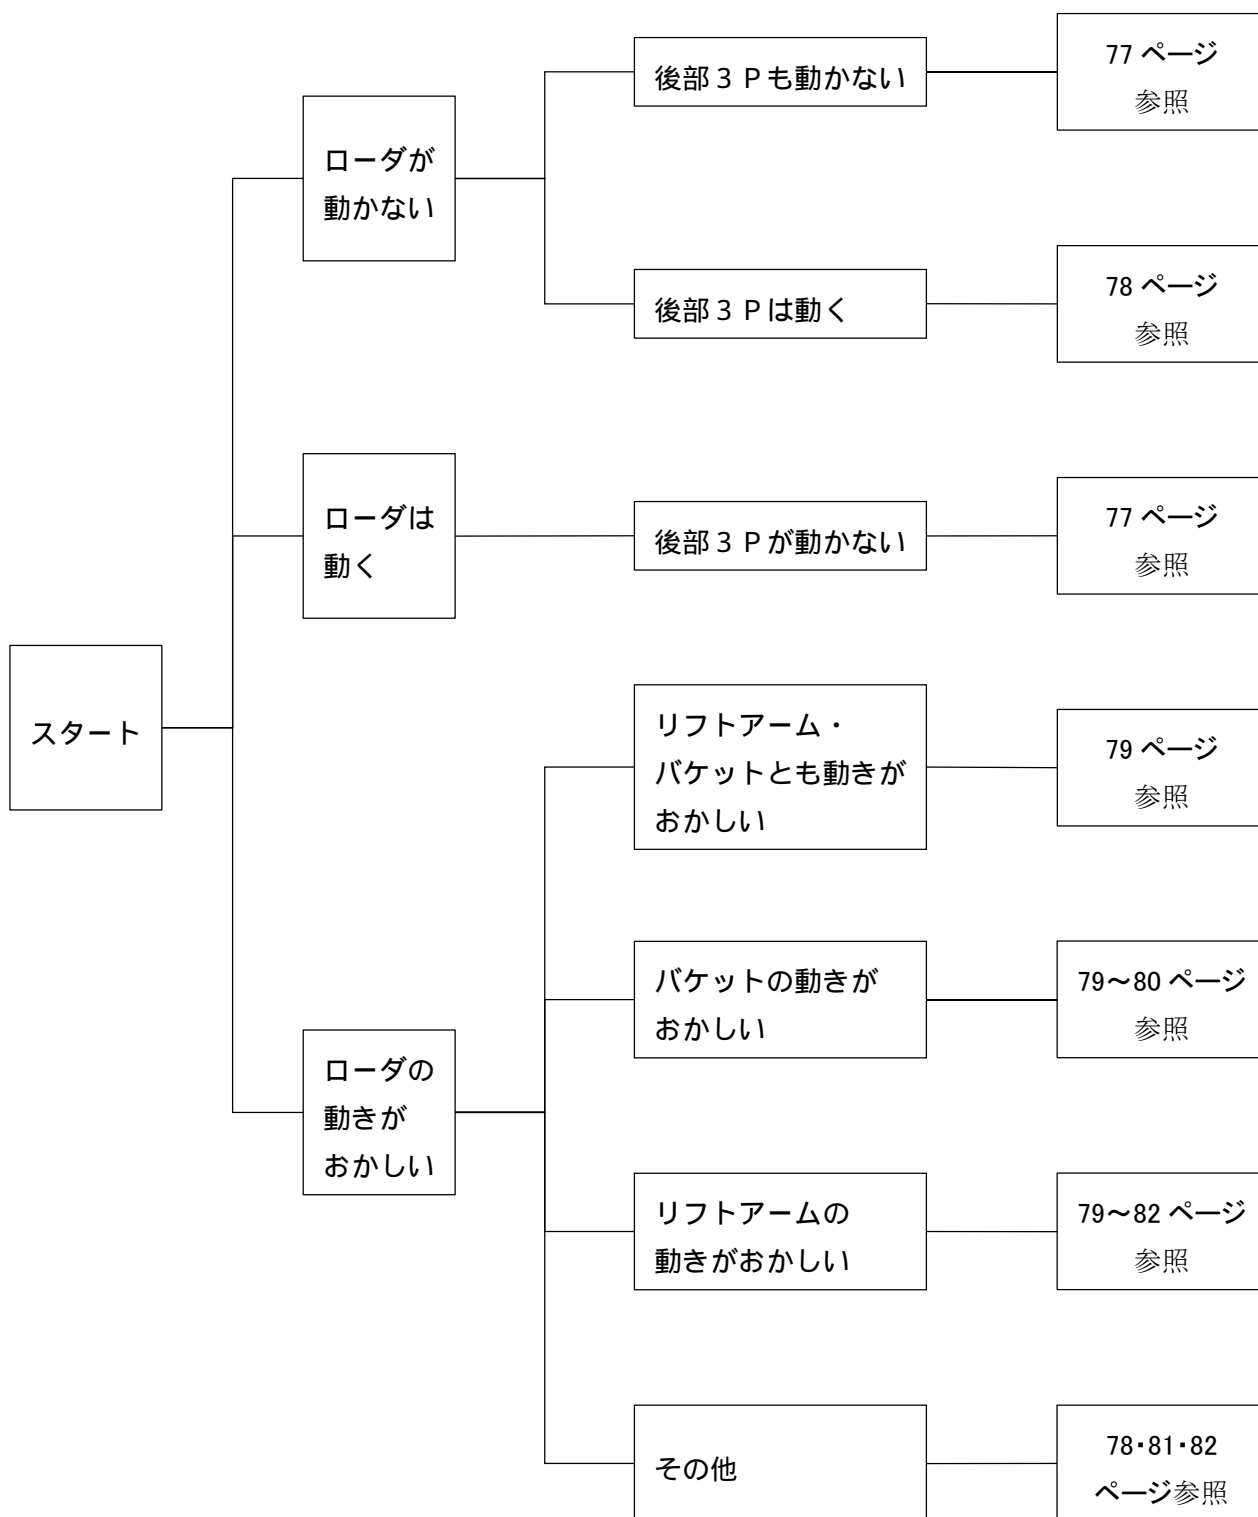 スタート
ローダが
動かない
後部３Ｐも動かない
77 ページ
参照
後部３Ｐは動く
78 ページ
参照
ローダは
動く
後部３Ｐが動かない
77 ページ
参照
ローダの
動きが
おかしい
リフトアーム・
バケットとも動きが
おかしい
79 ページ
参照
バケットの動きが
おかしい
79～80 ページ
参照
リフトアームの
動きがおかしい
79～82 ページ
参照
その他
78・81・82
ページ参照